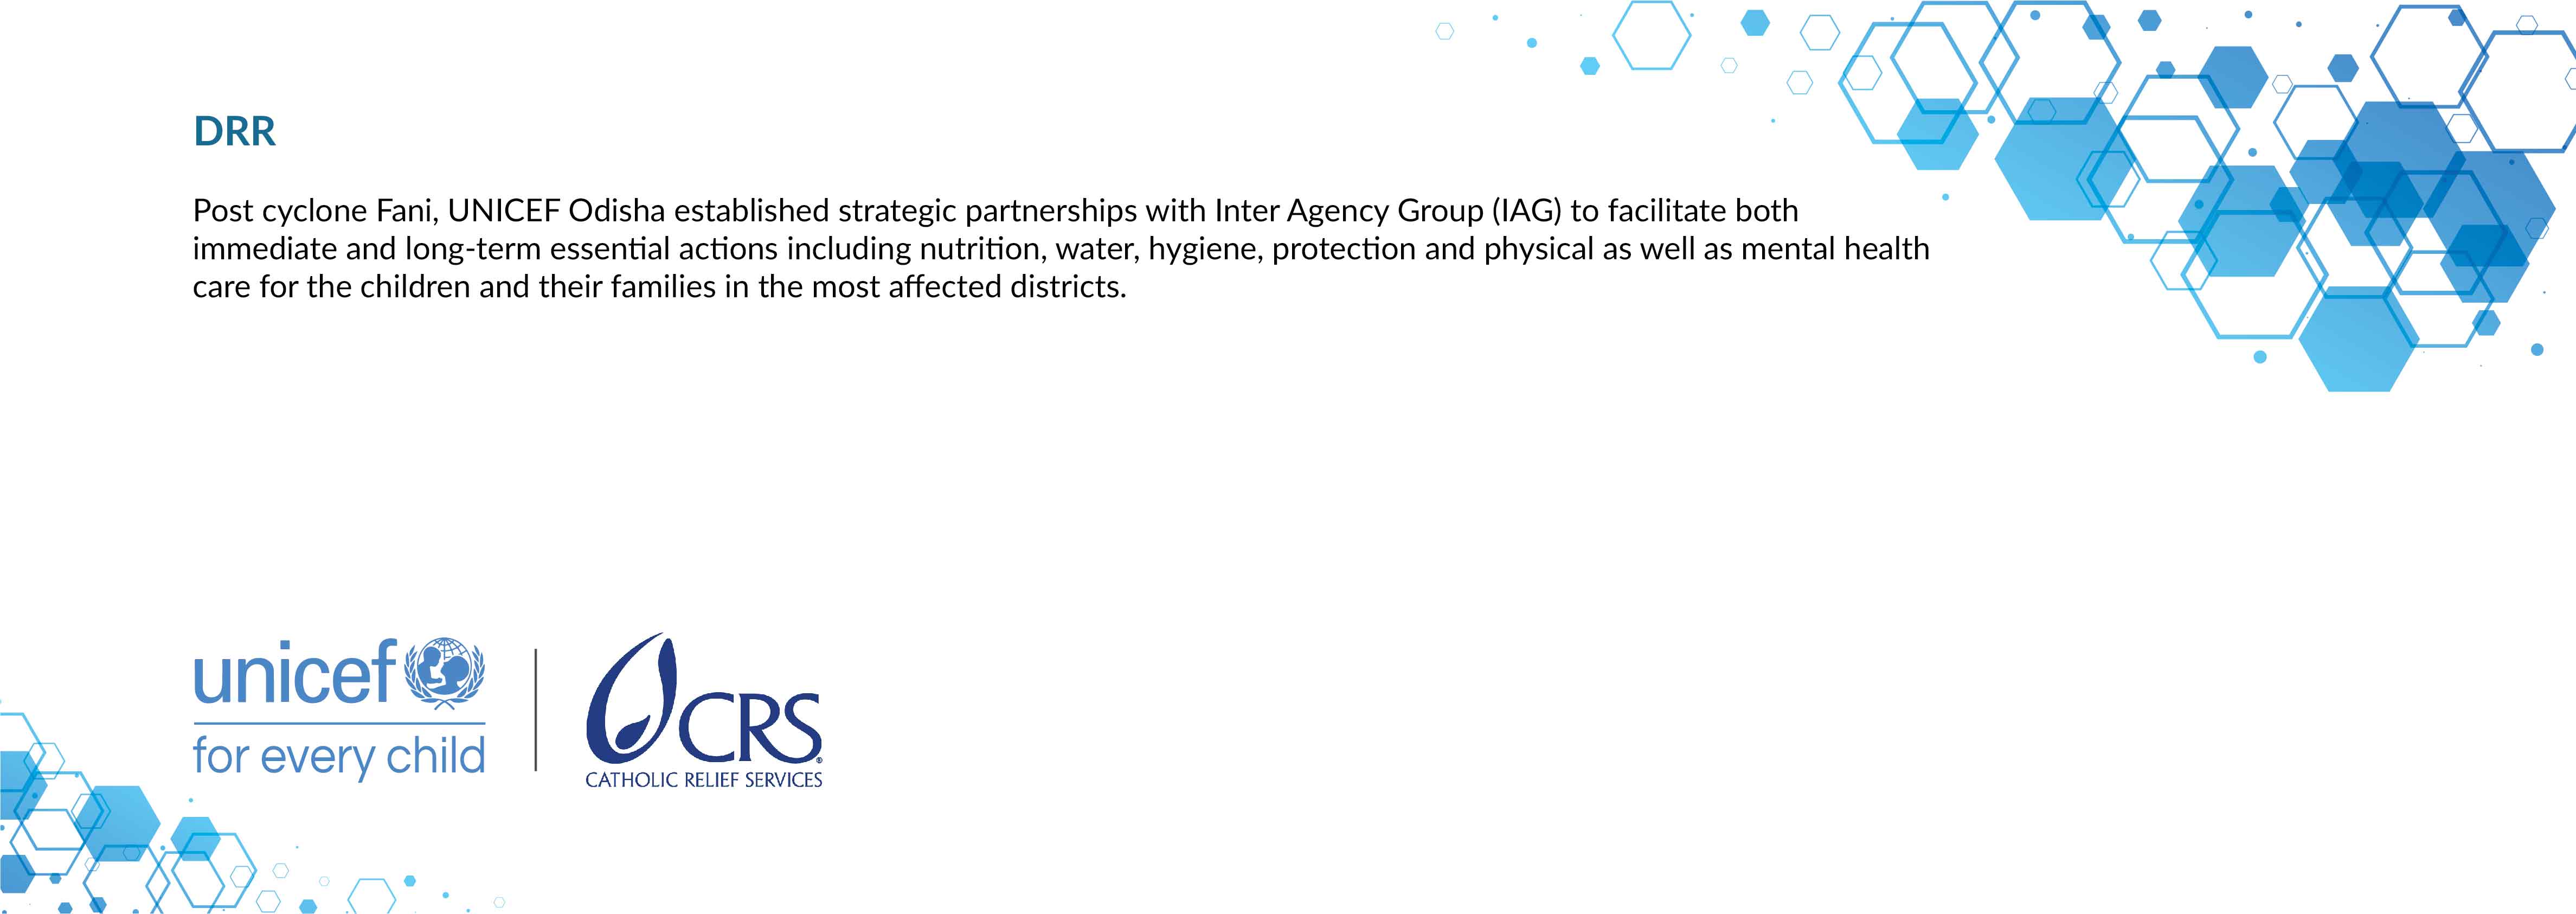 DRR
Post cyclone Fani, UNICEF Odisha established strategic partnerships with Inter Agency Group (IAG) to facilitate both
immediate and long-term essential actions including nutrition, water, hygiene, protection and physical as well as mental health
care for the children and their families in the most affected districts.
unicef
for every child
CRS®
CATHOLIC RELIEF SERVICES